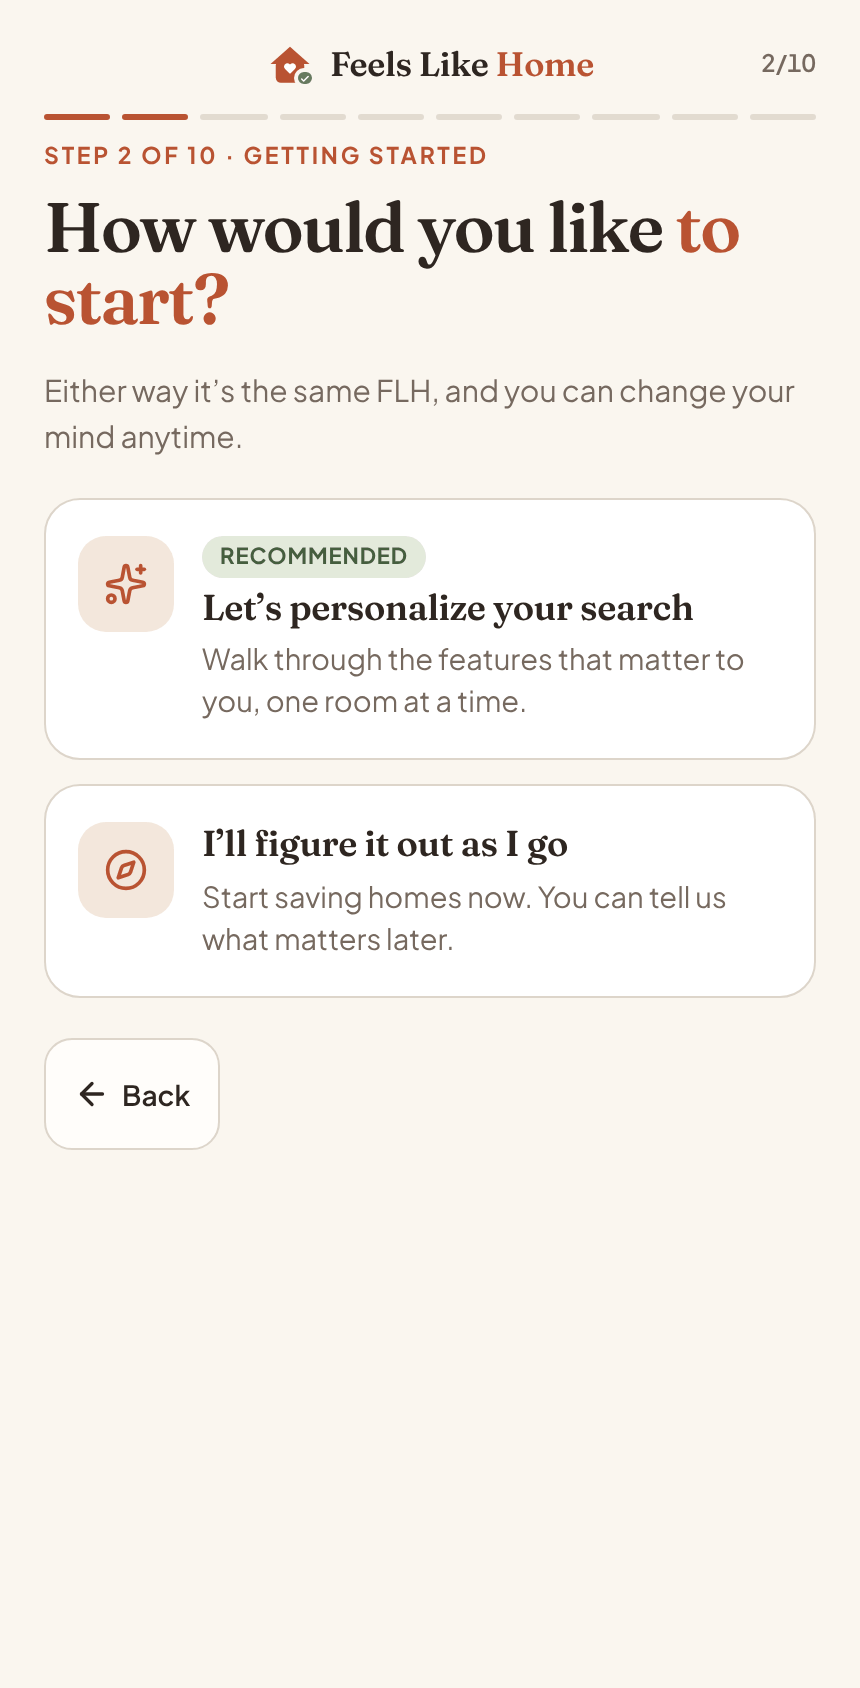 Feels Like Home
2/10
STEP 2 OF 10 · GETTING STARTED
How would you like to
start?
Either way it’s the same FLH, and you can change your
mind anytime.
RECOMMENDED
Let’s personalize your search
Walk through the features that matter to
you, one room at a time.
I’ll figure it out as I go
Start saving homes now. You can tell us
what matters later.
Back